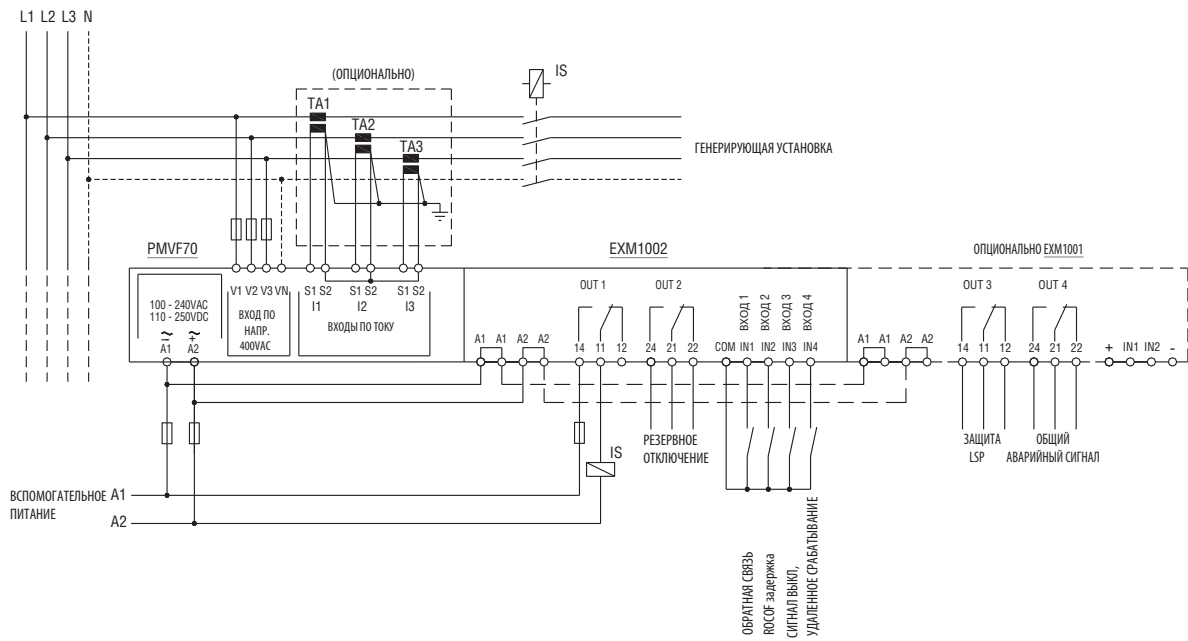 L1 L2 L3 N
(ОПЦИОНАЛЬНО)
IS
TA1
TA2
TA3
ГЕНЕРИРУЮЩАЯ УСТАНОВКА
PMVF70
EXM1002
ОПЦИОНАЛЬНО EXM1001
100 - 240VAC
110 - 250VDC
~ ~
- +
A1 A2
V1 V2 V3 VN
ВХОД ПО
НАПР.
400VAC
S1 S2 S1 S2 S1 S2
I1 I2 I3
ВХОДЫ ПО ТОКУ
OUT 1 OUT 2
ВХОД 1
ВХОД 2
ВХОД 3
ВХОД 4
OUT 3 OUT 4
A1 A1 A2 A2
14 11 12
24 21 22
COM IN1 IN2 IN3 IN4
A1 A1 A2 A2
14 11 12
24 21 22
+ IN1 IN2 -
РЕЗЕРВНОЕ
ОТКЛЮЧЕНИЕ
ЗАЩИТА
LSP
ОБЩИЙ
АВАРИЙНЫЙ СИГНАЛ
IS
ВСПОМОГАТЕЛЬНОЕ
ПИТАНИЕ
A1
A2
ОБРАТНАЯ СВЯЗЬ
ROCOF задержка
СИГНАЛ ВЫКЛ,
УДАЛЕННОЕ СРАБАТЫВАНИЕ